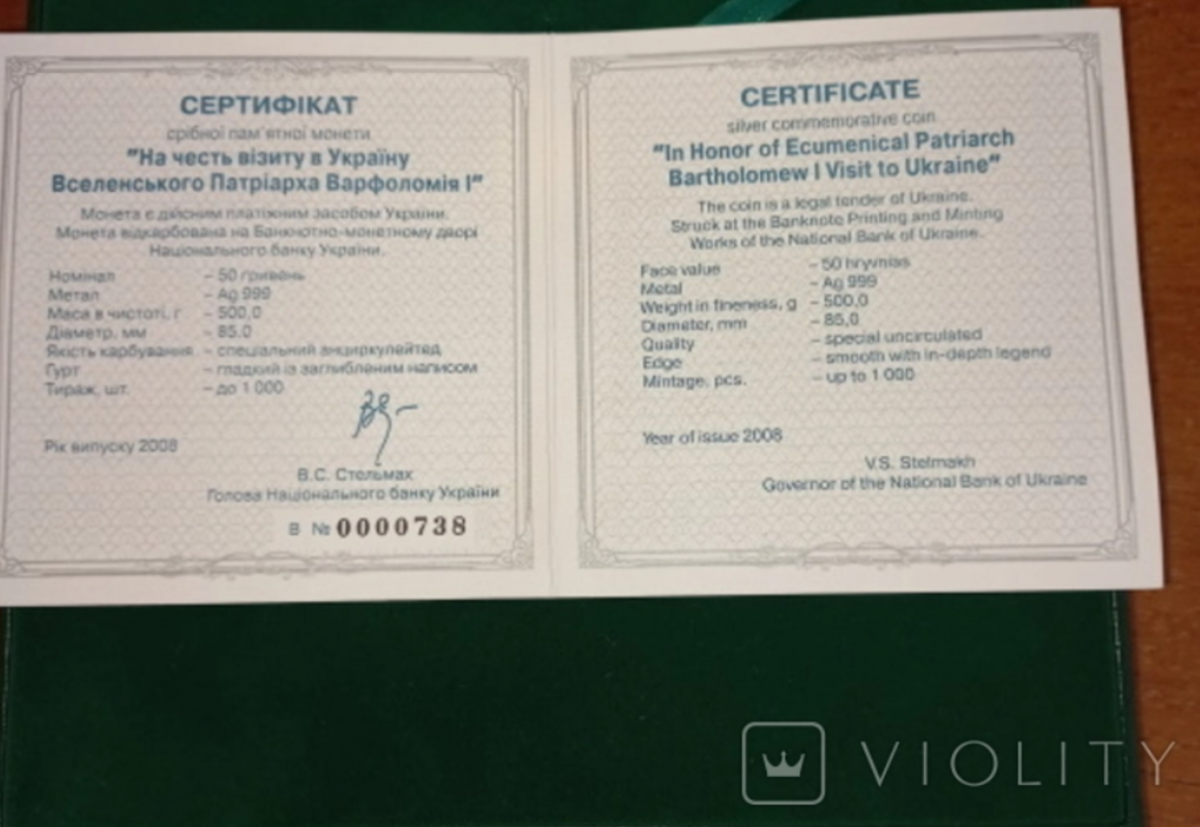 СЕРТИФІКАТ
срібної пам'ятної монети
"На честь візиту в Україну
Вселенського Патріарха Варфоломія І"
Монета є дійсним платіжним засобом України.
Монета відкарбована на Банкнотно-монетному дворі
Національного банку України.
Номінал – 50 гривень
Метал – Ag 999
Маса в чистоті, г – 500,0
Діаметр, мм – 85,0
Якість карбування – спеціальний анциркулейтед
Гурт – гладкий із заглибленим написом
Тираж, шт. – до 1 000
Рік випуску 2008
В.С. Стельмах
Голова Національного банку України
В № 0000738
CERTIFICATE
silver commemorative coin
"In Honor of Ecumenical Patriarch
Bartholomew I Visit to Ukraine"
The coin is a legal tender of Ukraine.
Struck at the Banknote Printing and Minting
Works of the National Bank of Ukraine.
Face value – 50 hryvnias
Metal – Ag 999
Weight in fineness, g – 500,0
Diameter, mm – 85,0
Quality – special uncirculated
Edge – smooth with in-depth legend
Mintage, pcs. – up to 1 000
Year of issue 2008
V.S. Stelmakh
Governor of the National Bank of Ukraine
VIOLITY